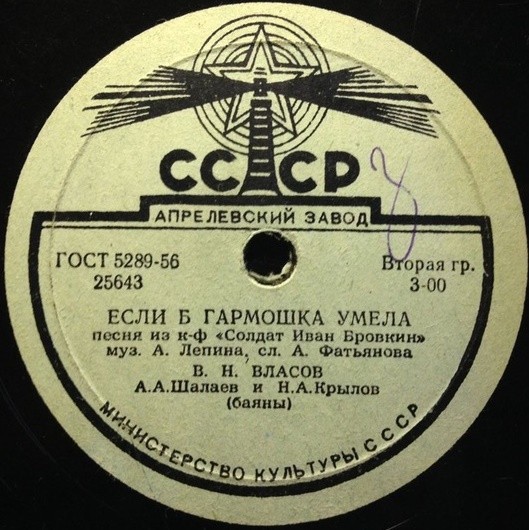 СССР
АПРЕЛЕВСКИЙ ЗАВОД
ГОСТ 5289-56
25643
Вторая гр.
3-00
ЕСЛИ Б ГАРМОШКА УМЕЛА
песня из к-ф «Солдат Иван Бровкин»
муз. А. Лепина, сл. А. Фатьянова
В. Н. ВЛАСОВ
А.А.Шалаев и Н.А.Крылов
(баяны)
МИНИСТЕРСТВО КУЛЬТУРЫ СССР